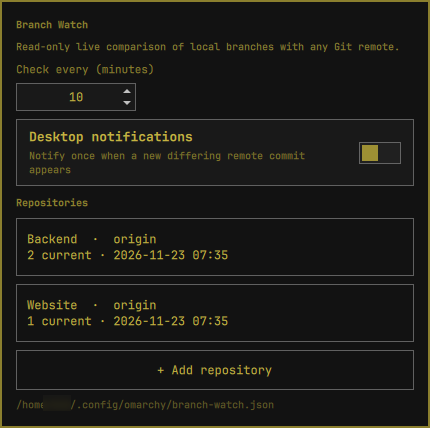 Branch Watch
Read-only live comparison of local branches with any Git remote.
Check every (minutes)
10
Desktop notifications
Notify once when a new differing remote commit
appears
Repositories
Backend · origin
2 current · 2026-11-23 07:35
Website · origin
1 current · 2026-11-23 07:35
+ Add repository
/home /.config/omarchy/branch-watch.json